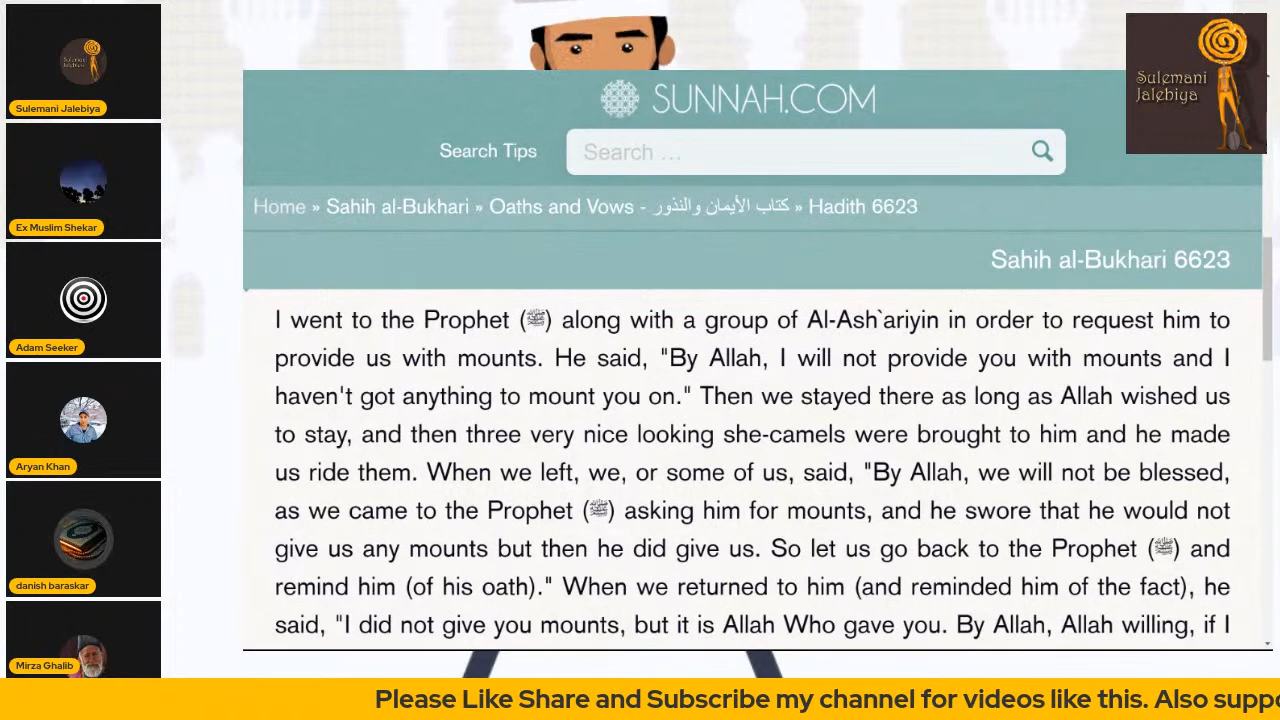 Sulemani Jalebiya
Sulemani Jalebiya
Ex Muslim Shekar
Adam Seeker
Aryan Khan
danish baraskar
Mirza Ghalib
SUNNAH.COM
Search Tips
Search ...
Home » Sahih al-Bukhari » Oaths and Vows - كتاب الأيمان والنذور » Hadith 6623
Sahih al-Bukhari 6623
I went to the Prophet (ﷺ) along with a group of Al-Ash`ariyin in order to request him to
provide us with mounts. He said, "By Allah, I will not provide you with mounts and I
haven't got anything to mount you on." Then we stayed there as long as Allah wished us
to stay, and then three very nice looking she-camels were brought to him and he made
us ride them. When we left, we, or some of us, said, "By Allah, we will not be blessed,
as we came to the Prophet (ﷺ) asking him for mounts, and he swore that he would not
give us any mounts but then he did give us. So let us go back to the Prophet (ﷺ) and
remind him (of his oath)." When we returned to him (and reminded him of the fact), he
said, "I did not give you mounts, but it is Allah Who gave you. By Allah, Allah willing, if I
Sulemani
Jalebiya
Please Like Share and Subscribe my channel for videos like this. Also supp